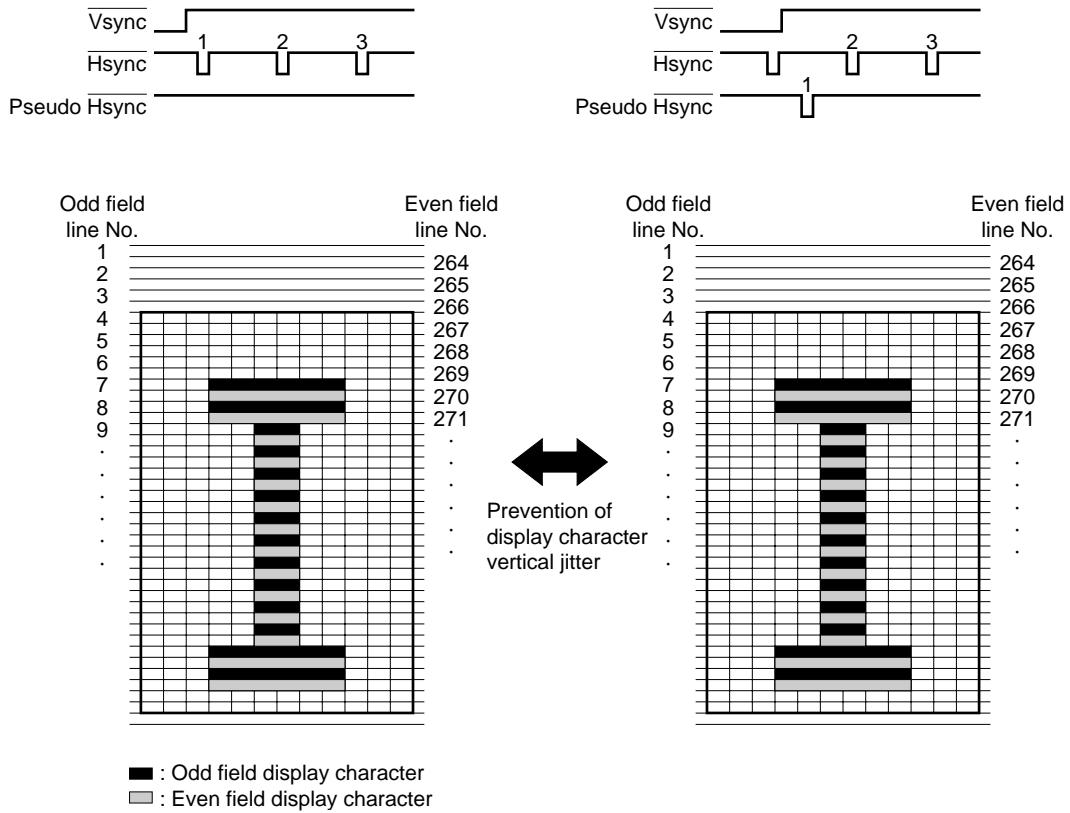 Vsync
1 2 3
Hsync
Pseudo Hsync
Vsync
2 3
Hsync
1
Pseudo Hsync
Odd field
line No.
Even field
line No.
1
2
3
4
5
6
7
8
9
264
265
266
267
268
269
270
271
Prevention of
display character
vertical jitter
Odd field
line No.
Even field
line No.
1
2
3
4
5
6
7
8
9
264
265
266
267
268
269
270
271
: Odd field display character
: Even field display character